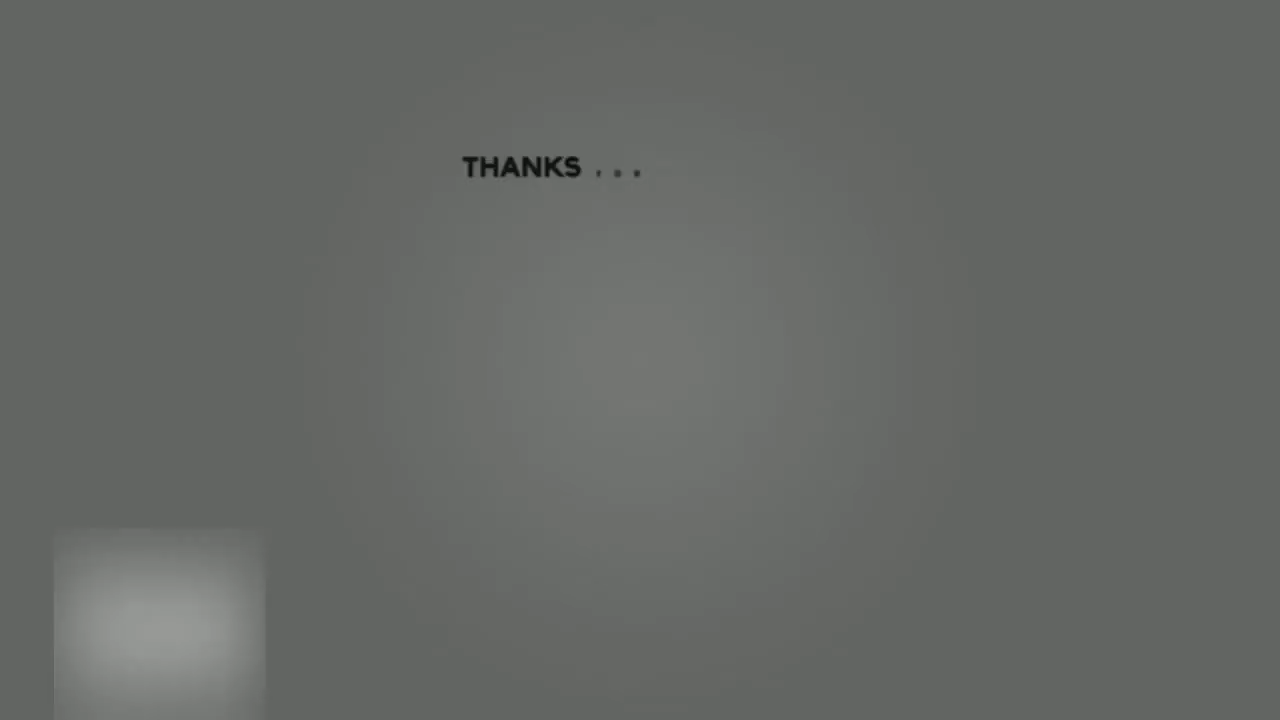 THANKS . . .